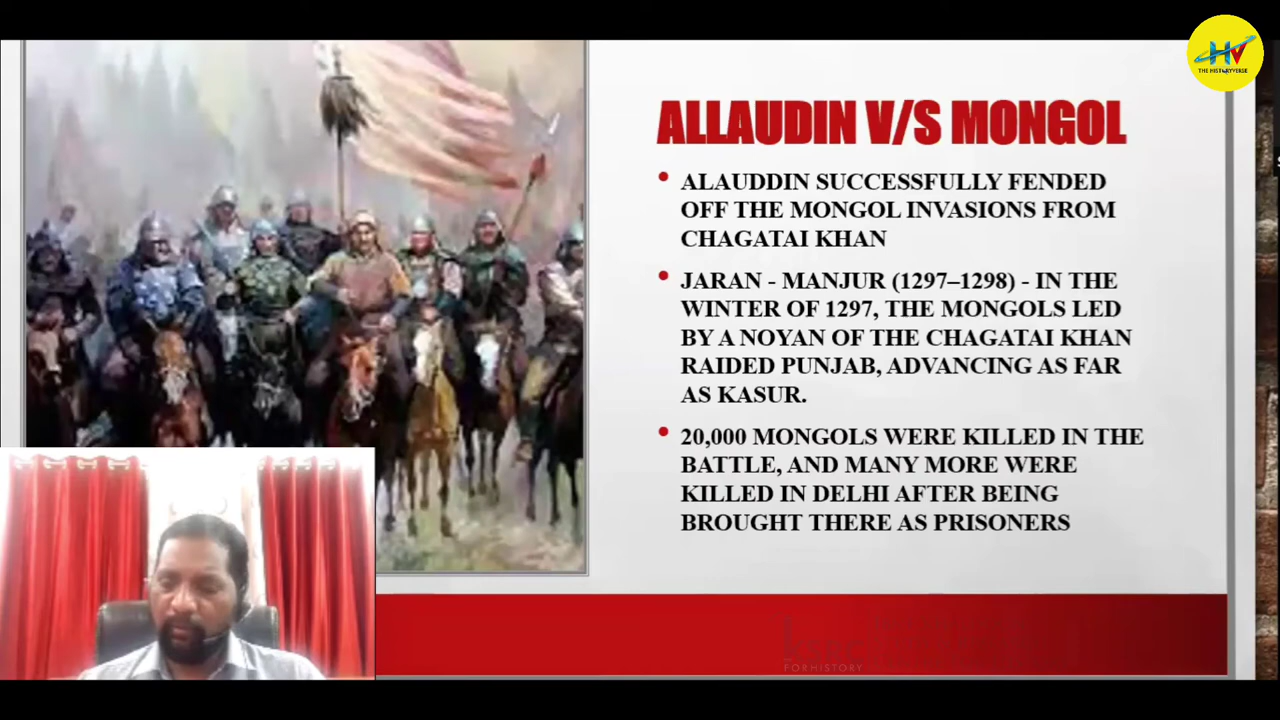 HV
THE HISTORYVERSE
ALLAUDIN V/S MONGOL
• ALAUDDIN SUCCESSFULLY FENDED
OFF THE MONGOL INVASIONS FROM
CHAGATAI KHAN
• JARAN - MANJUR (1297–1298) - IN THE
WINTER OF 1297, THE MONGOLS LED
BY A NOYAN OF THE CHAGATAI KHAN
RAIDED PUNJAB, ADVANCING AS FAR
AS KASUR.
• 20,000 MONGOLS WERE KILLED IN THE
BATTLE, AND MANY MORE WERE
KILLED IN DELHI AFTER BEING
BROUGHT THERE AS PRISONERS
FORHISTORY